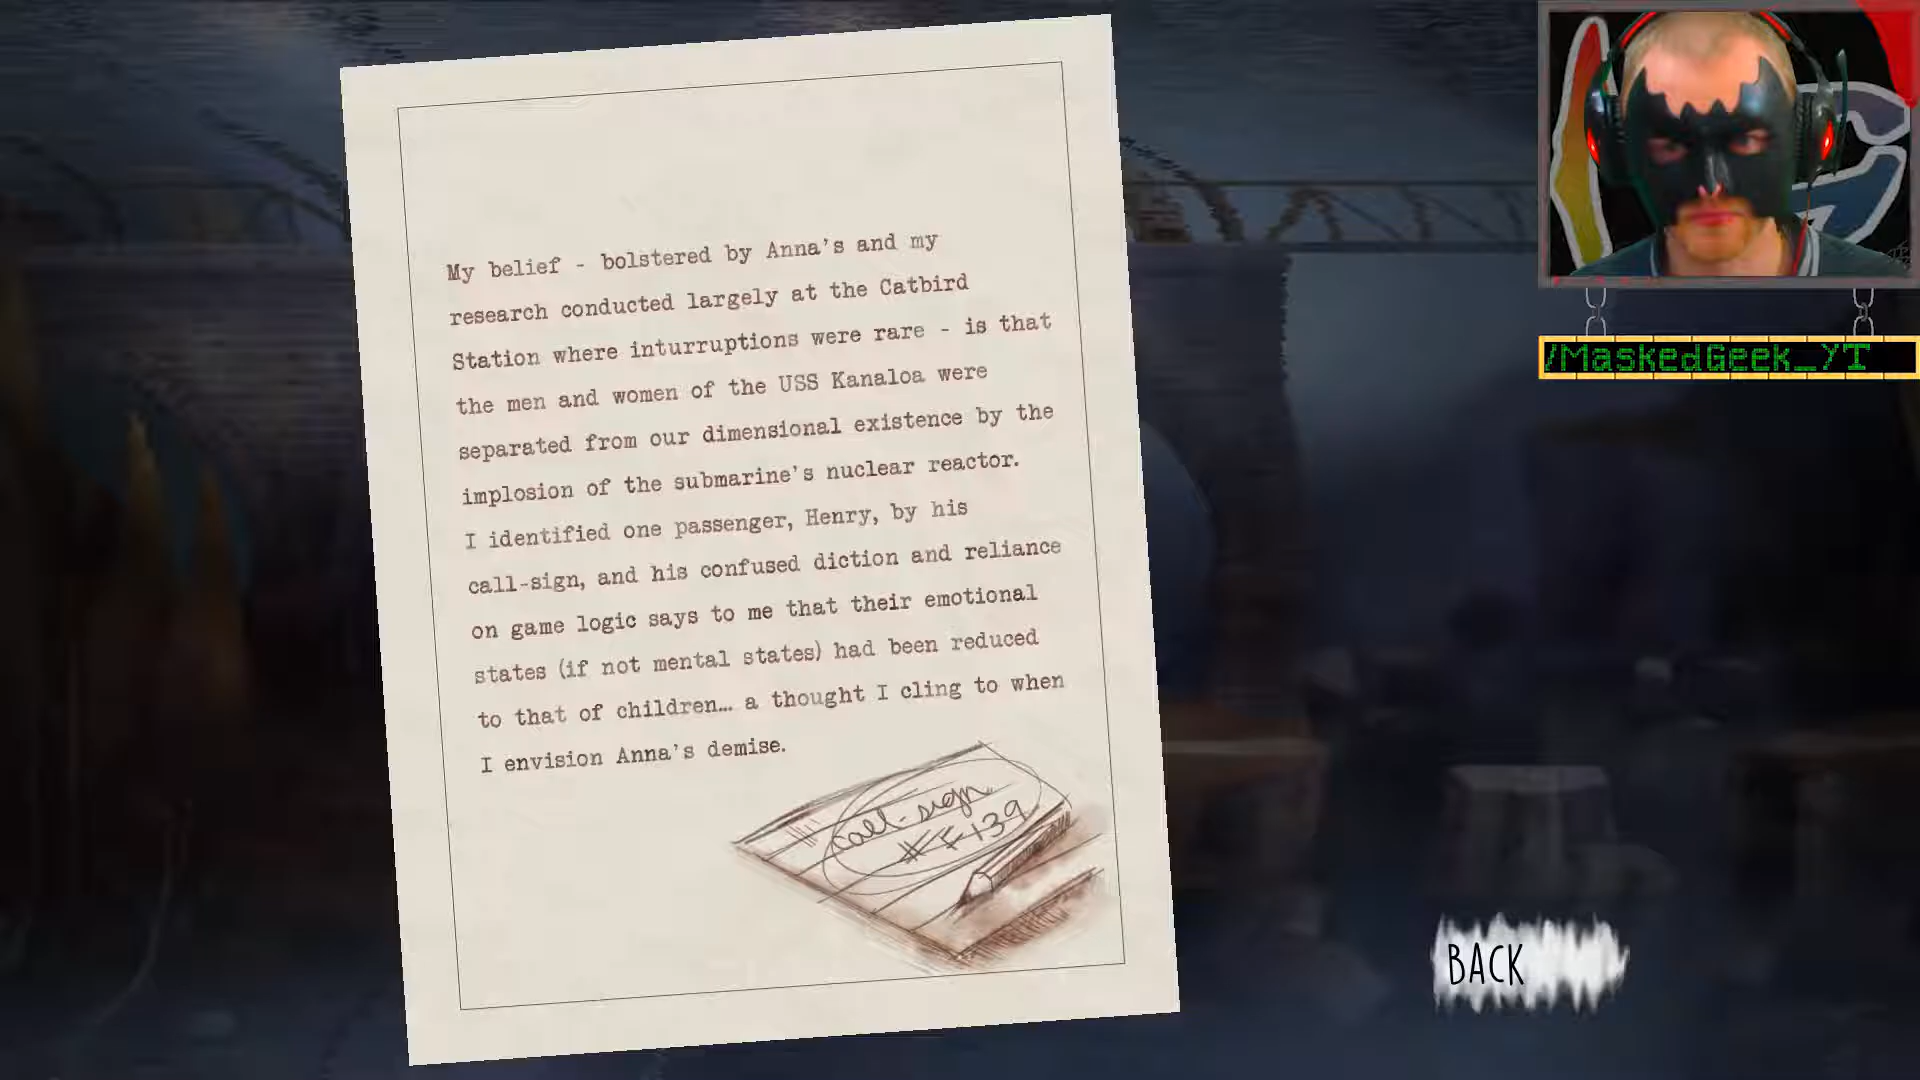 My belief - bolstered by Anna's and my
research conducted largely at the Catbird
Station where inturruptions were rare - is that
the men and women of the USS Kanaloa were
separated from our dimensional existence by the
implosion of the submarine's nuclear reactor.
I identified one passenger, Henry, by his
call-sign, and his confused diction and reliance
on game logic says to me that their emotional
states (if not mental states) had been reduced
to that of children… a thought I cling to when
I envision Anna's demise.
call-sign
/MaskedGeek_YT
BACK